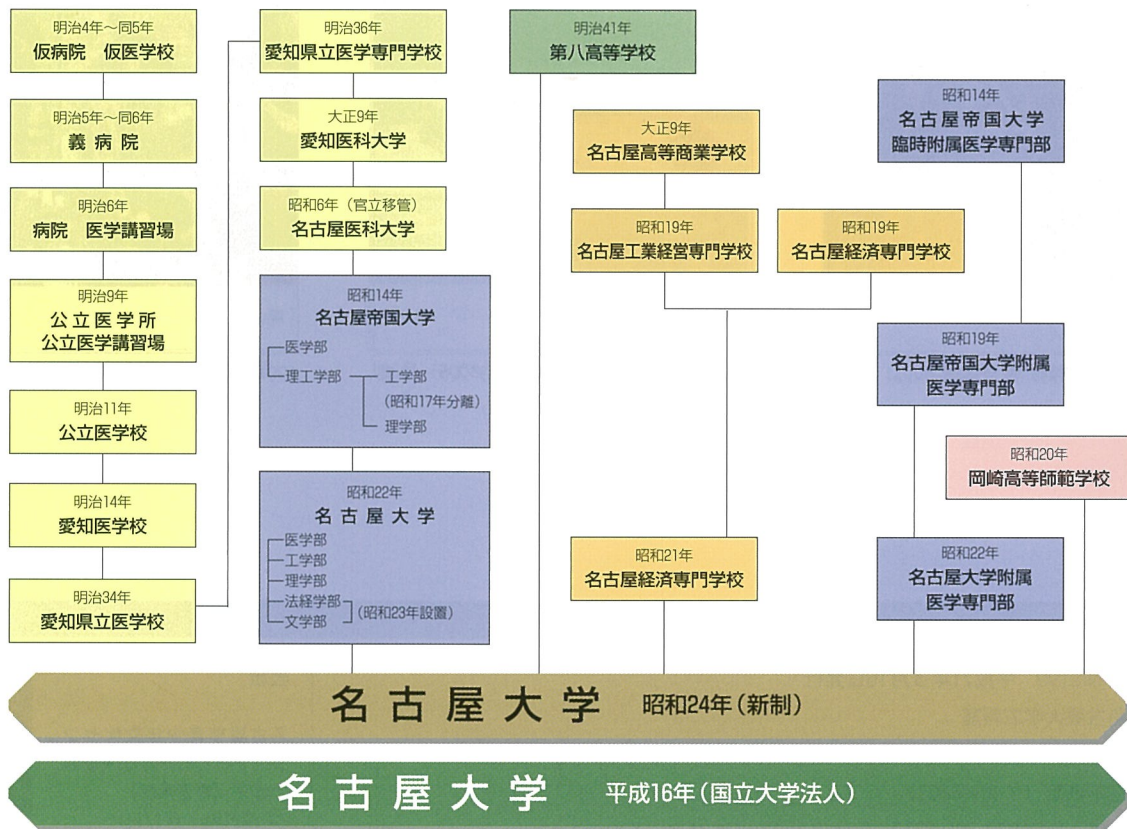 明治4年～同5年
仮病院 仮医学校
明治5年～同6年
義病院
明治6年
病院 医学講習場
明治9年
公立医学所
公立医学講習場
明治11年
公立医学校
明治14年
愛知医学校
明治34年
愛知県立医学校
明治36年
愛知県立医学専門学校
大正9年
愛知医科大学
昭和6年（官立移管）
名古屋医科大学
昭和14年
名古屋帝国大学
医学部
理工学部 工学部
(昭和17年分離)
理学部
昭和22年
名古屋大学
医学部
工学部
理学部
法経学部
文学部
(昭和23年設置)
明治41年
第八高等学校
大正9年
名古屋高等商業学校
昭和19年
名古屋工業経営専門学校
昭和19年
名古屋経済専門学校
昭和21年
名古屋経済専門学校
昭和14年
名古屋帝国大学
臨時附属医学専門部
昭和19年
名古屋帝国大学附属
医学専門部
昭和20年
岡崎高等師範学校
昭和22年
名古屋大学附属
医学専門部
名古屋大学 昭和24年(新制)
名古屋大学 平成16年(国立大学法人)